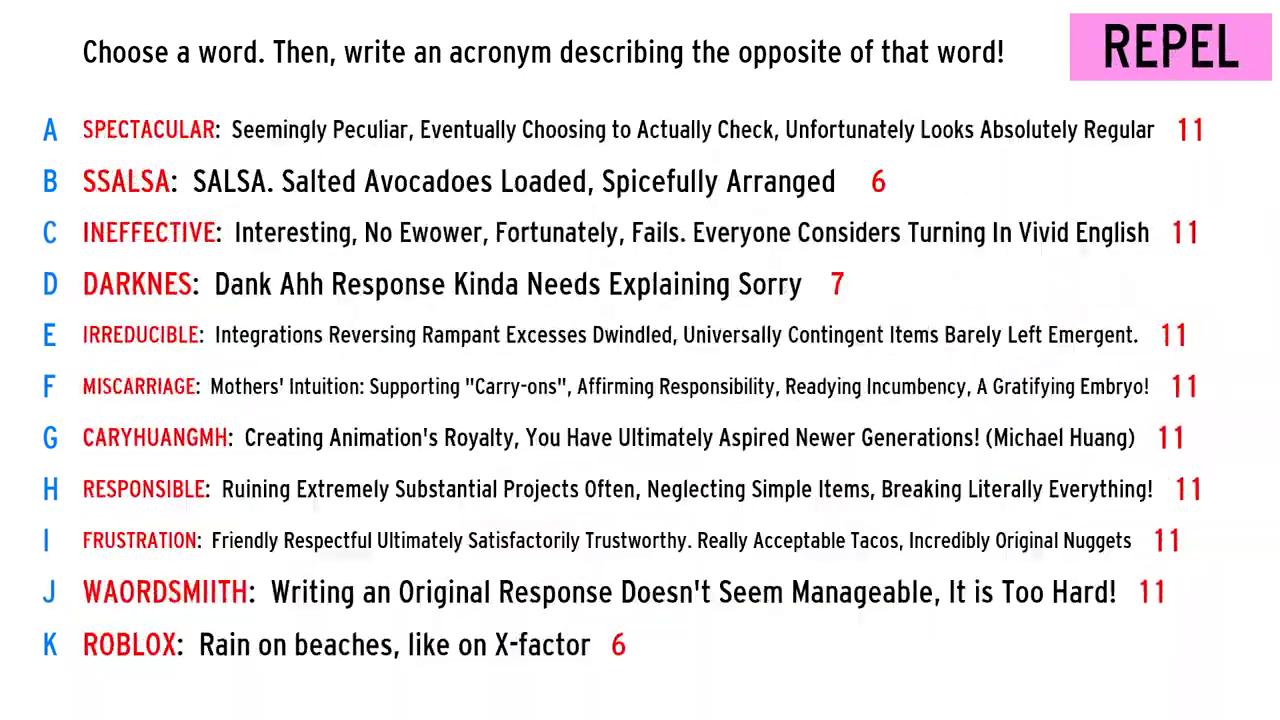 Choose a word. Then, write an acronym describing the opposite of that word!
REPEL
A SPECTACULAR: Seemingly Peculiar, Eventually Choosing to Actually Check, Unfortunately Looks Absolutely Regular 11
B SSALSA: SALSA. Salted Avocadoes Loaded, Spicefully Arranged 6
C INEFFECTIVE: Interesting, No Ewower, Fortunately, Fails. Everyone Considers Turning In Vivid English 11
D DARKNES: Dank Ahh Response Kinda Needs Explaining Sorry 7
E IRREDUCIBLE: Integrations Reversing Rampant Excesses Dwindled, Universally Contingent Items Barely Left Emergent. 11
F MISCARRIAGE: Mothers' Intuition: Supporting "Carry-ons", Affirming Responsibility, Readying Incumbency, A Gratifying Embryo! 11
G CARYHUANGMH: Creating Animation's Royalty, You Have Ultimately Aspired Newer Generations! (Michael Huang) 11
H RESPONSIBLE: Ruining Extremely Substantial Projects Often, Neglecting Simple Items, Breaking Literally Everything! 11
I FRUSTRATION: Friendly Respectful Ultimately Satisfactorily Trustworthy. Really Acceptable Tacos, Incredibly Original Nuggets 11
J WAORDSMIITH: Writing an Original Response Doesn't Seem Manageable, It is Too Hard! 11
K ROBLOX: Rain on beaches, like on X-factor 6